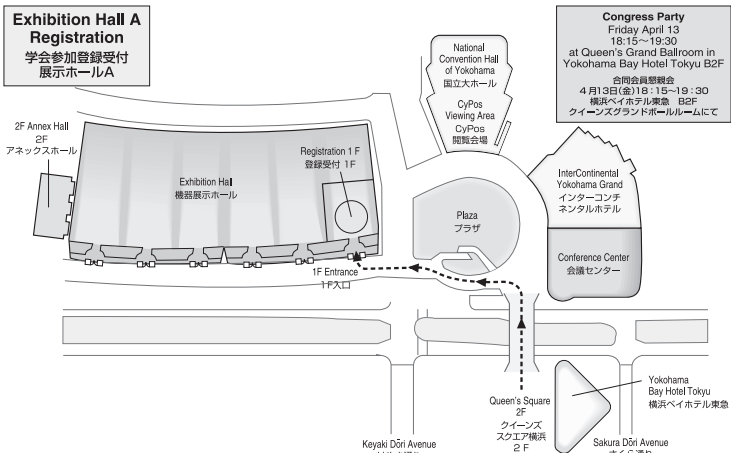 Exhibition Hall A
Registration
学会参加登録受付
展示ホールA
Congress Party
Friday April 13
18:15～19:30
at Queen's Grand Ballroom in
Yokohama Bay Hotel Tokyu B2F
合同会員懇親会
4月13日(金)18：15～19：30
横浜ベイホテル東急 B2F
クイーンズグランドボールルームにて
National
Convention Hall
of Yokohama
国立大ホール
CyPos
Viewing Area
CyPos
閲覧会場
2F Annex Hall
2F
アネックスホール
Registration 1 F
登録受付 1F
Exhibition Hall
機器展示ホール
InterContinental
Yokohama Grand
インターコンチ
ネンタルホテル
Plaza
プラザ
Conference Center
会議センター
1F Entrance
1F入口
Queen's Square
2F
クイーンズ
スクエア横浜
2 F
Yokohama
Bay Hotel Tokyu
横浜ベイホテル東急
Keyaki Dōri Avenue
Sakura Dōri Avenue